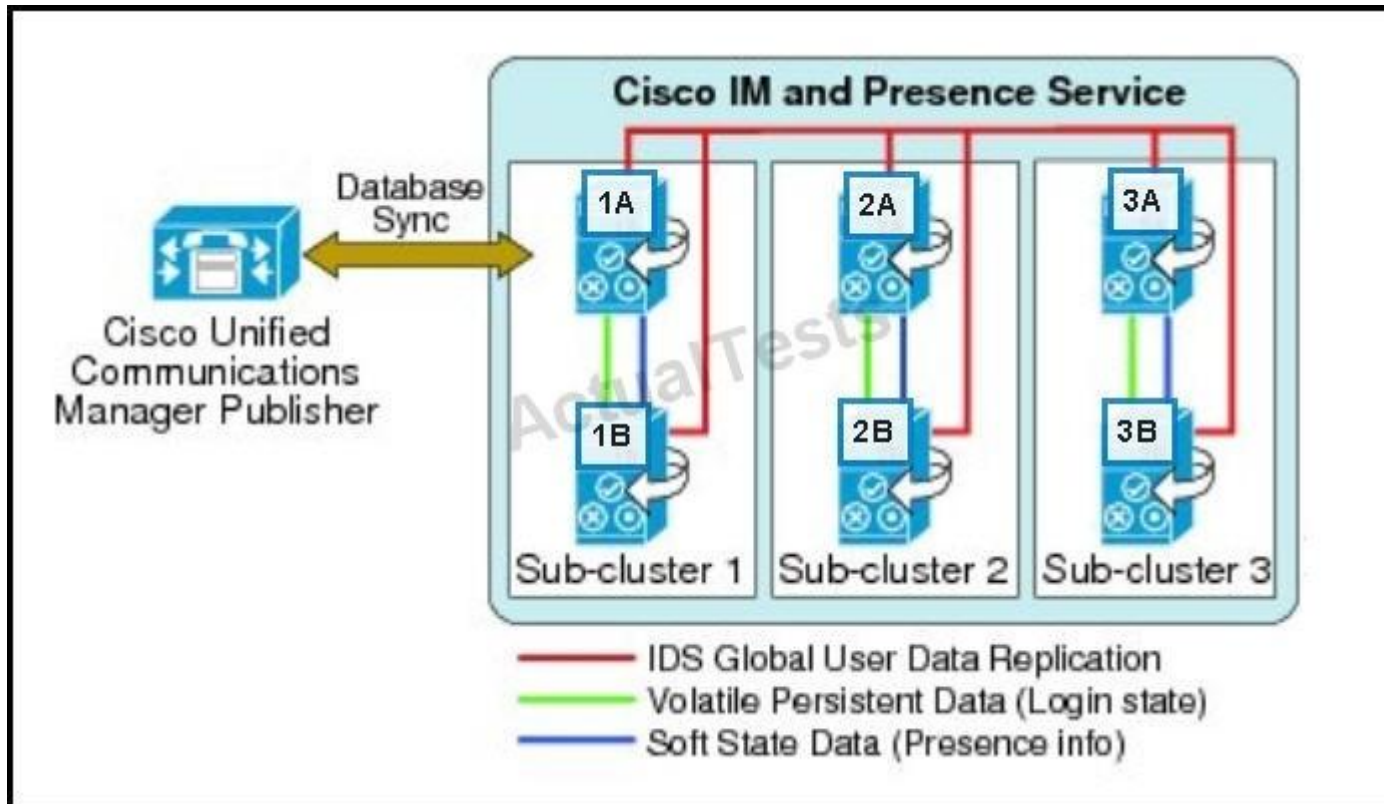 Cisco IM and Presence Service
Database
Sync
Cisco Unified
Communications
Manager Publisher
1A
2A
3A
1B
2B
3B
Sub-cluster 1
Sub-cluster 2
Sub-cluster 3
ActualTests
IDS Global User Data Replication
Volatile Persistent Data (Login state)
Soft State Data (Presence info)